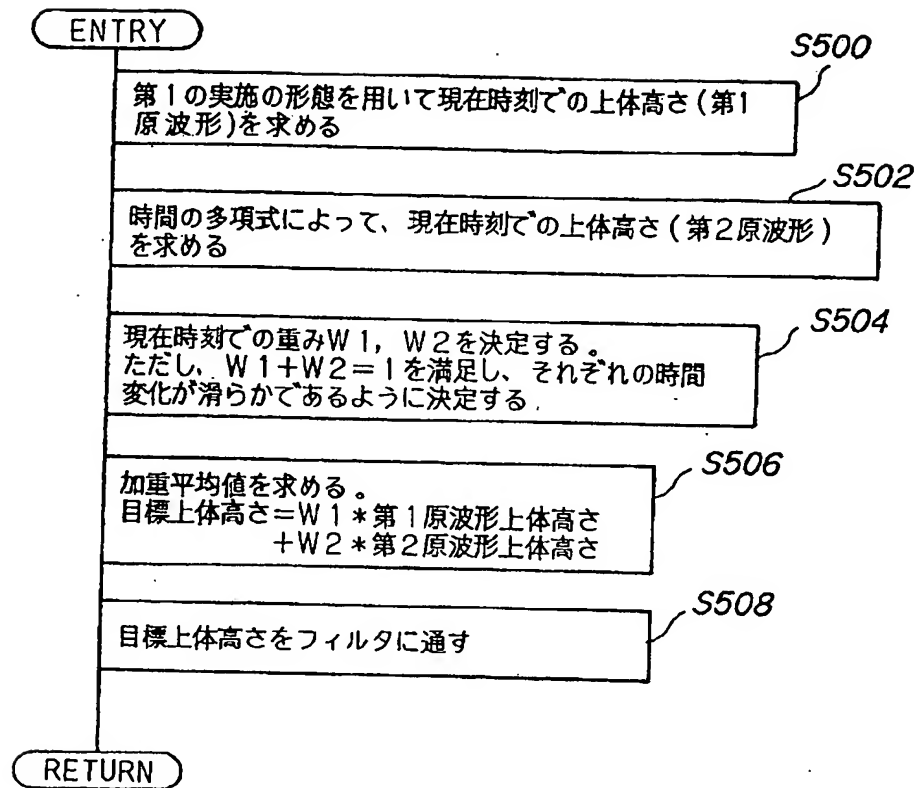 ENTRY
S500
第1の実施の形態を用いて現在時刻での上体高さ(第1
原波形)を求める
S502
時間の多項式によって、現在時刻での上体高さ(第2原波形)
を求める
S504
現在時刻での重みW1, W2を決定する。
ただし、W1+W2=1を満足し、それぞれの時間
変化が滑らかであるように決定する
S506
加重平均値を求める。
目標上体高さ=W1*第1原波形上体高さ
+W2*第2原波形上体高さ
S508
目標上体高さをフィルタに通す
RETURN